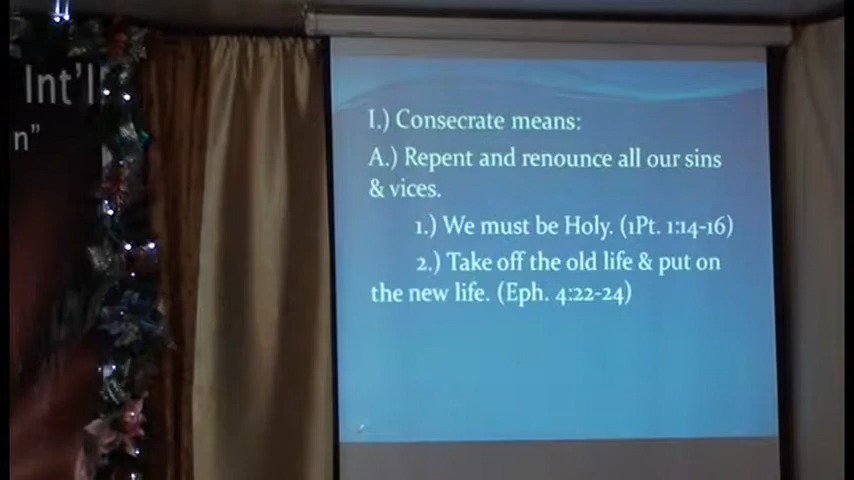 Int'l
n"
I.) Consecrate means:
A.) Repent and renounce all our sins
& vices.
1.) We must be Holy. (1Pt. 1:14-16)
2.) Take off the old life & put on
the new life. (Eph. 4:22-24)